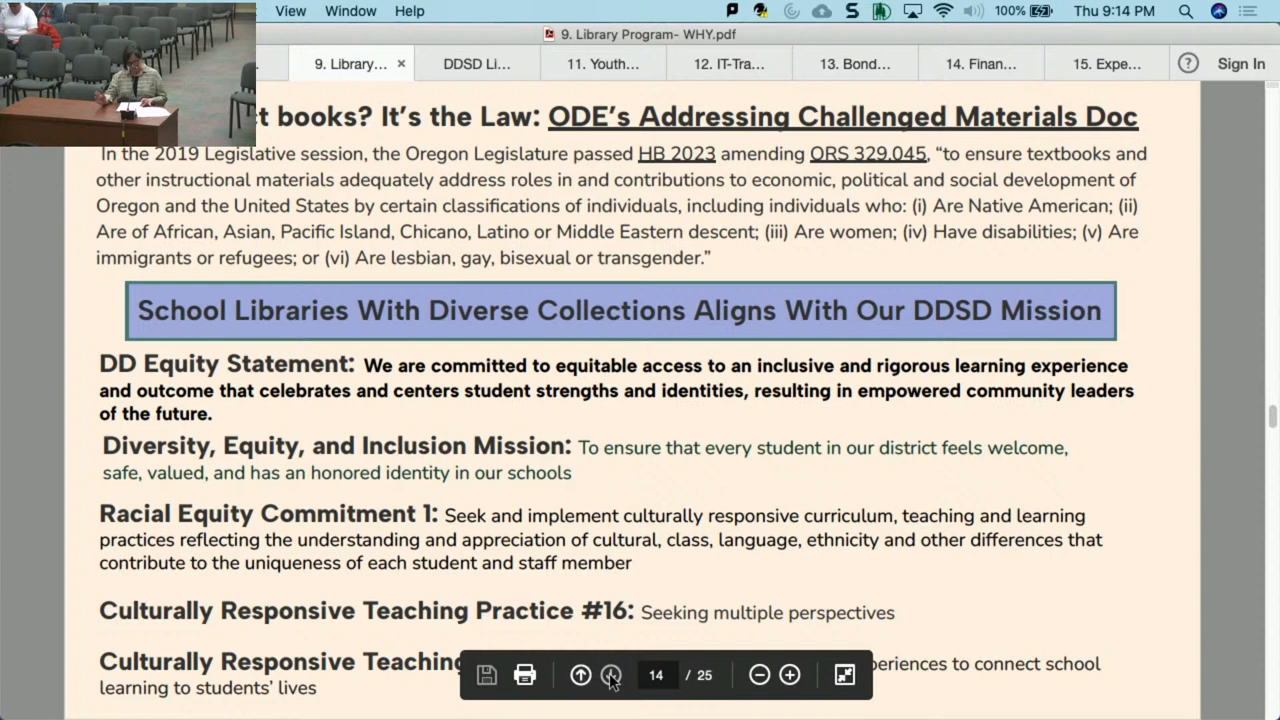 View Window Help 100% Thu 9:14 PM
9. Library Program- WHY.pdf
9. Library... DDSD Li... 11. Youth... 12. IT-Tra... 13. Bond... 14. Finan... 15. Expe... Sign In
books? It's the Law: ODE's Addressing Challenged Materials Doc
In the 2019 Legislative session, the Oregon Legislature passed HB 2023 amending ORS 329.045, “to ensure textbooks and
other instructional materials adequately address roles in and contributions to economic, political and social development of
Oregon and the United States by certain classifications of individuals, including individuals who: (i) Are Native American; (ii)
Are of African, Asian, Pacific Island, Chicano, Latino or Middle Eastern descent; (iii) Are women; (iv) Have disabilities; (v) Are
immigrants or refugees; or (vi) Are lesbian, gay, bisexual or transgender.”
School Libraries With Diverse Collections Aligns With Our DDSD Mission
DD Equity Statement: We are committed to equitable access to an inclusive and rigorous learning experience
and outcome that celebrates and centers student strengths and identities, resulting in empowered community leaders
of the future.
Diversity, Equity, and Inclusion Mission: To ensure that every student in our district feels welcome,
safe, valued, and has an honored identity in our schools
Racial Equity Commitment 1: Seek and implement culturally responsive curriculum, teaching and learning
practices reflecting the understanding and appreciation of cultural, class, language, ethnicity and other differences that
contribute to the uniqueness of each student and staff member
Culturally Responsive Teaching Practice #16: Seeking multiple perspectives
Culturally Responsive Teaching to connect school
learning to students' lives
14 / 25